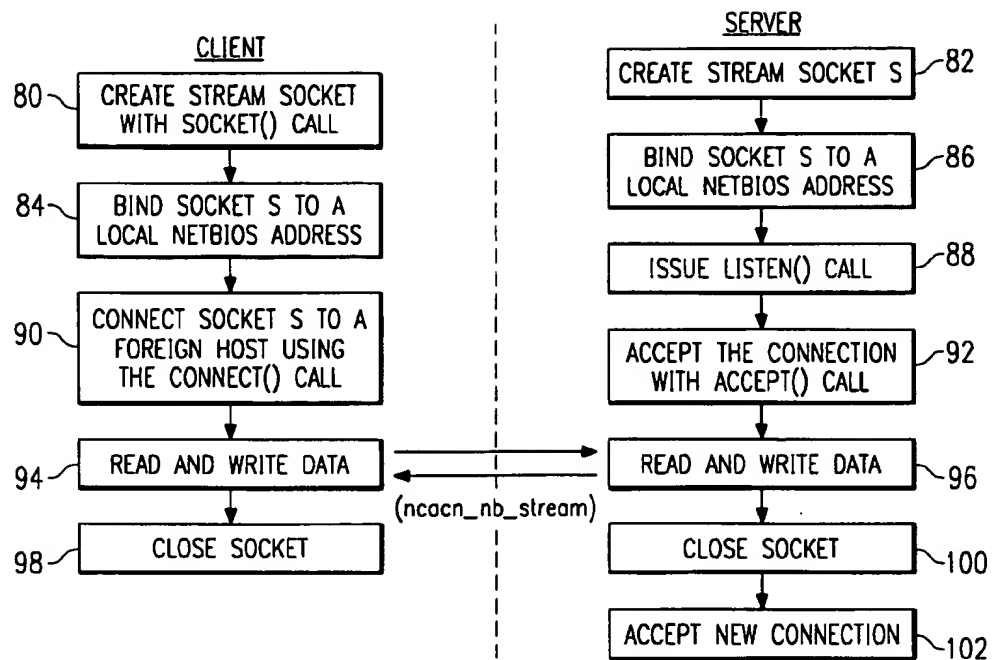 CLIENT
80
CREATE STREAM SOCKET
WITH SOCKET() CALL
84
BIND SOCKET S TO A
LOCAL NETBIOS ADDRESS
90
CONNECT SOCKET S TO A
FOREIGN HOST USING
THE CONNECT() CALL
94
READ AND WRITE DATA
98
CLOSE SOCKET
(ncacn_nb_stream)
SERVER
CREATE STREAM SOCKET S
82
BIND SOCKET S TO A
LOCAL NETBIOS ADDRESS
86
ISSUE LISTEN() CALL
88
ACCEPT THE CONNECTION
WITH ACCEPT() CALL
92
READ AND WRITE DATA
96
CLOSE SOCKET
100
ACCEPT NEW CONNECTION
102